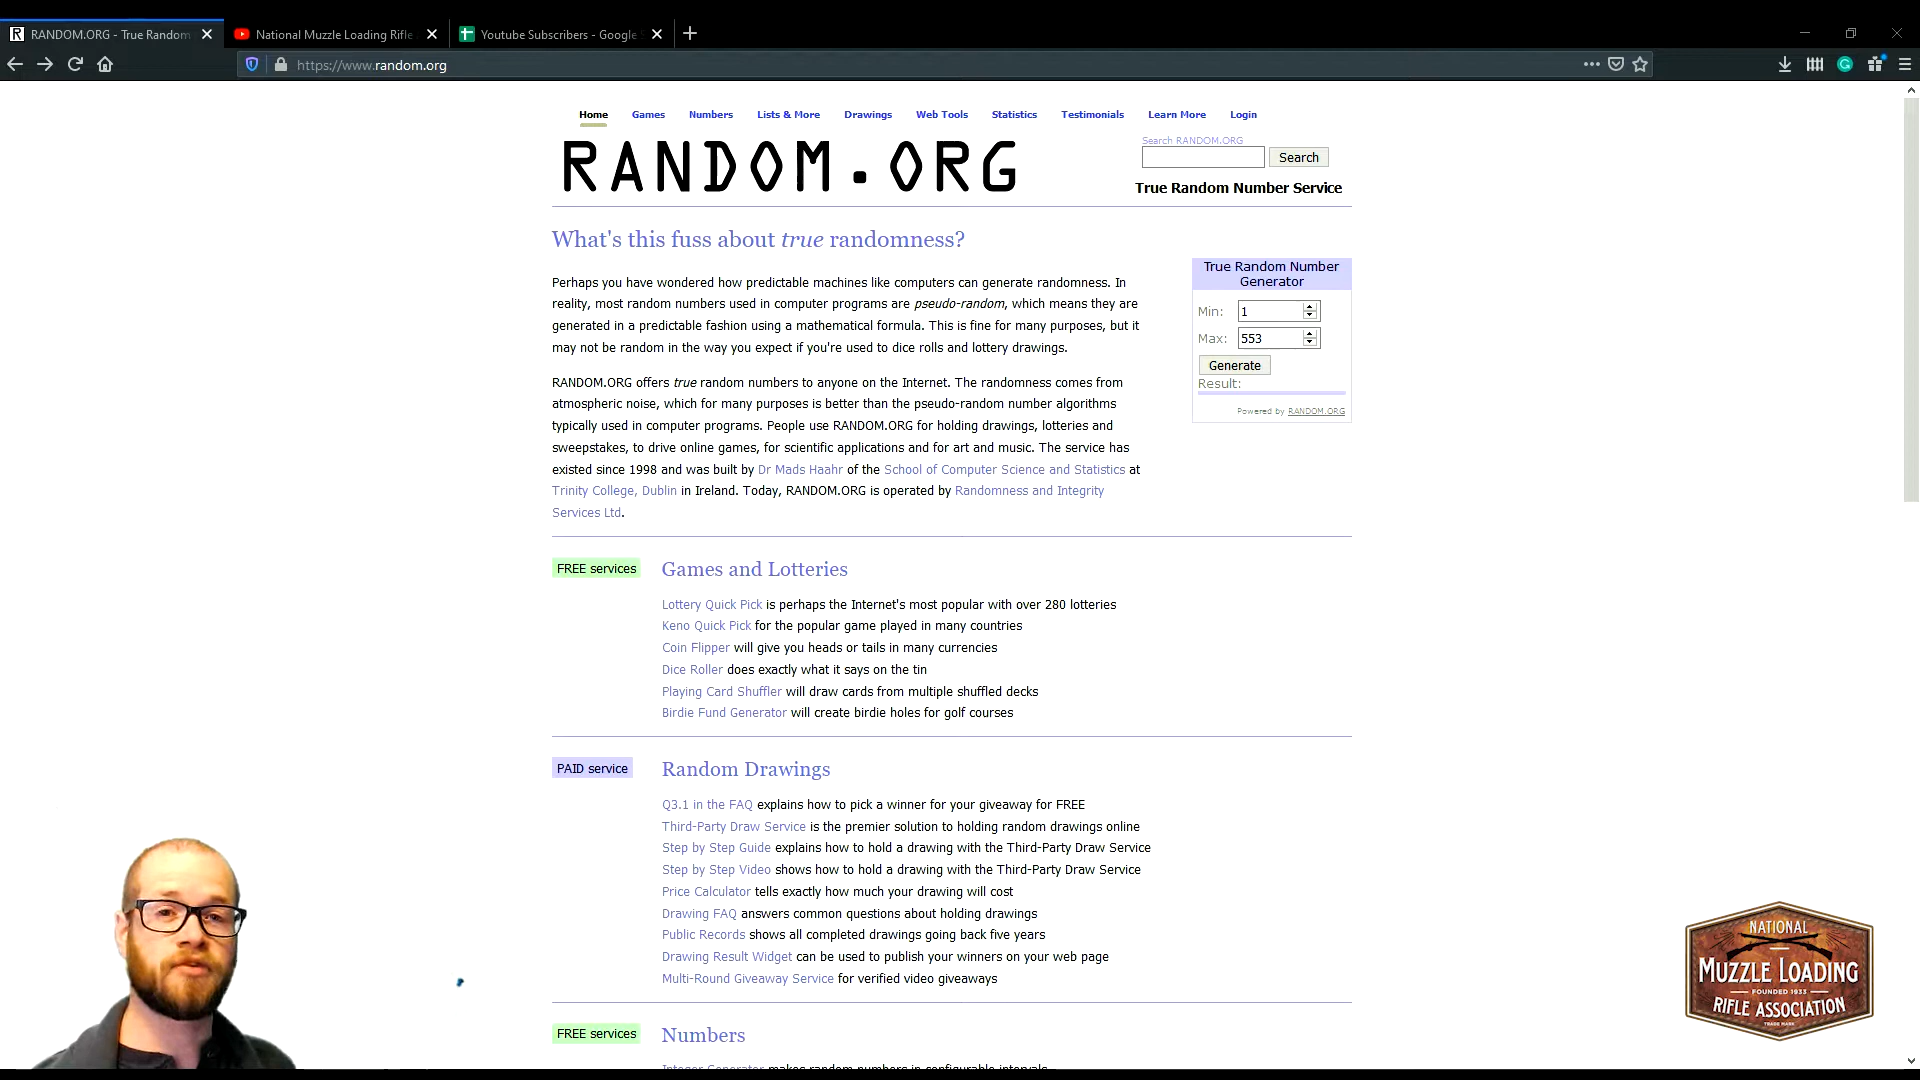 RANDOM.ORG - True Random
National Muzzle Loading Rifle
Youtube Subscribers - Google
https://www.random.org
Home Games Numbers Lists & More Drawings Web Tools Statistics Testimonials Learn More Login
RANDOM.ORG
Search RANDOM.ORG
Search
True Random Number Service
What's this fuss about true randomness?
Perhaps you have wondered how predictable machines like computers can generate randomness. In
reality, most random numbers used in computer programs are pseudo-random, which means they are
generated in a predictable fashion using a mathematical formula. This is fine for many purposes, but it
may not be random in the way you expect if you're used to dice rolls and lottery drawings.
RANDOM.ORG offers true random numbers to anyone on the Internet. The randomness comes from
atmospheric noise, which for many purposes is better than the pseudo-random number algorithms
typically used in computer programs. People use RANDOM.ORG for holding drawings, lotteries and
sweepstakes, to drive online games, for scientific applications and for art and music. The service has
existed since 1998 and was built by Dr Mads Haahr of the School of Computer Science and Statistics at
Trinity College, Dublin in Ireland. Today, RANDOM.ORG is operated by Randomness and Integrity
Services Ltd.
True Random Number
Generator
Min: 1
Max: 553
Generate
Result:
Powered by RANDOM.ORG
FREE services
Games and Lotteries
Lottery Quick Pick is perhaps the Internet's most popular with over 280 lotteries
Keno Quick Pick for the popular game played in many countries
Coin Flipper will give you heads or tails in many currencies
Dice Roller does exactly what it says on the tin
Playing Card Shuffler will draw cards from multiple shuffled decks
Birdie Fund Generator will create birdie holes for golf courses
PAID service
Random Drawings
Q3.1 in the FAQ explains how to pick a winner for your giveaway for FREE
Third-Party Draw Service is the premier solution to holding random drawings online
Step by Step Guide explains how to hold a drawing with the Third-Party Draw Service
Step by Step Video shows how to hold a drawing with the Third-Party Draw Service
Price Calculator tells exactly how much your drawing will cost
Drawing FAQ answers common questions about holding drawings
Public Records shows all completed drawings going back five years
Drawing Result Widget can be used to publish your winners on your web page
Multi-Round Giveaway Service for verified video giveaways
FREE services
Numbers
Integer Generator makes random numbers in configurable intervals
NATIONAL
MUZZLE LOADING
FOUNDED 1933
RIFLE ASSOCIATION
TRADE MARK